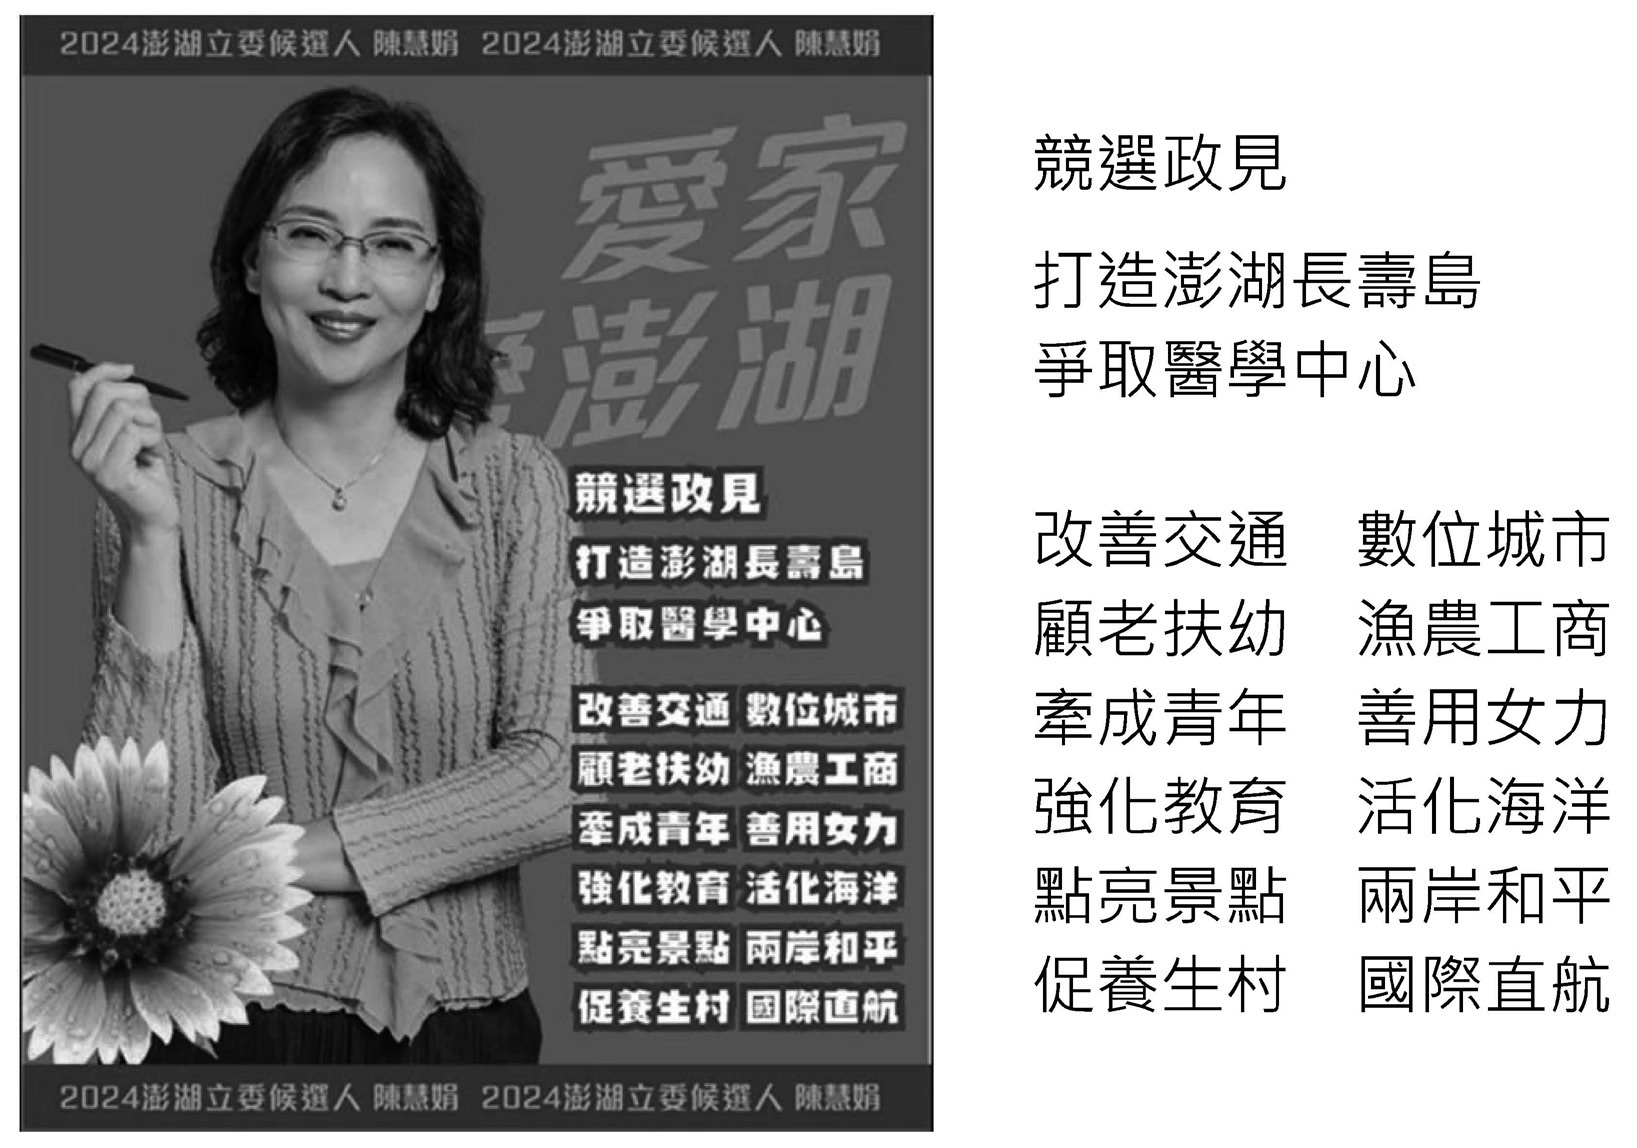 2024澎湖立委候選人 陳慧娟 2024澎湖立委候選人 陳慧娟
愛家
愛澎湖
競選政見
打造澎湖長壽島
爭取醫學中心
改善交通 數位城市
顧老扶幼 漁農工商
牽成青年 善用女力
強化教育 活化海洋
點亮景點 兩岸和平
促養生村 國際直航
2024澎湖立委候選人 陳慧娟 2024澎湖立委候選人 陳慧娟
競選政見
打造澎湖長壽島
爭取醫學中心
改善交通 數位城市
顧老扶幼 漁農工商
牽成青年 善用女力
強化教育 活化海洋
點亮景點 兩岸和平
促養生村 國際直航